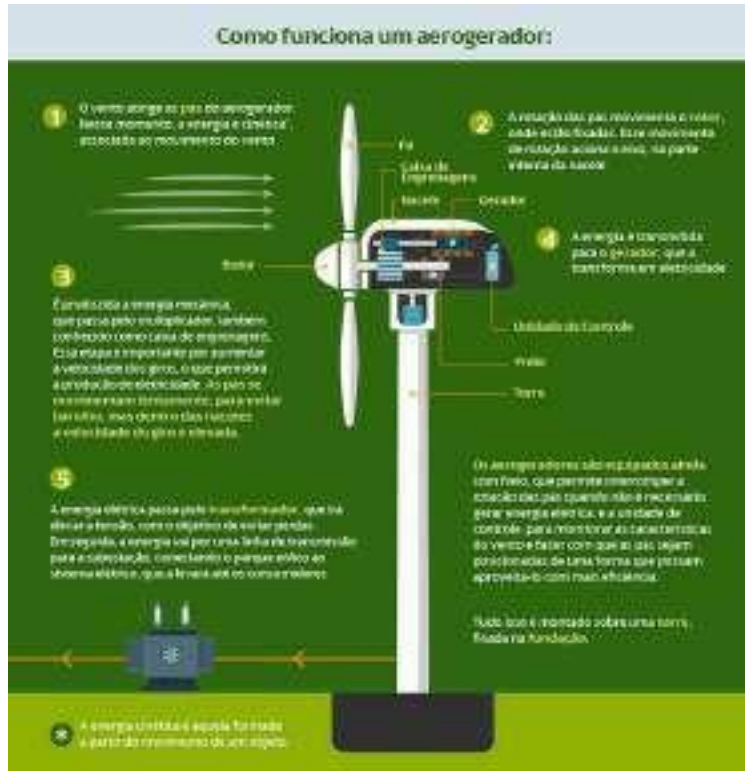 Como funciona um aerogerador:
1
O vento atinge as pás do aerogerador.
Nesse momento, a energia é cinética*,
associada ao movimento do vento
2
A rotação das pás movimenta o rotor,
onde estão fixadas. Esse movimento
de rotação aciona o eixo, na parte
interna da nacele
Pá
Caixa de
Engrenagens
Nacele
Gerador
Rotor
4
A energia é transmitida
para o gerador, que a
transforma em eletricidade
Unidade de Controle
Freio
Torre
3
É produzida a energia mecânica,
que passa pelo multiplicador, também
conhecido como caixa de engrenagens.
Essa etapa é importante por aumentar
a velocidade dos giros, o que permitirá
a produção de eletricidade. As pás se
movimentam lentamente, para evitar
barulho, mas dentro das naceles
a velocidade do giro é elevada.
5
A energia elétrica passa pelo transformador, que irá
elevar a tensão, com o objetivo de evitar perdas.
Em seguida, a energia vai por uma linha de transmissão
para a subestação, conectando o parque eólico ao
sistema elétrico, que a levará até os consumidores
Os aerogeradores são equipados ainda
com freio, que permite interromper a
rotação das pás quando não é necessário
gerar energia elétrica, e a unidade de
controle, para monitorar as características
do vento e fazer com que as pás sejam
posicionadas de uma forma que possam
aproveitá-lo com mais eficiência.
Tudo isso é montado sobre uma torre,
fixada na fundação.
* A energia cinética é aquela formada
a partir do movimento de um objeto.